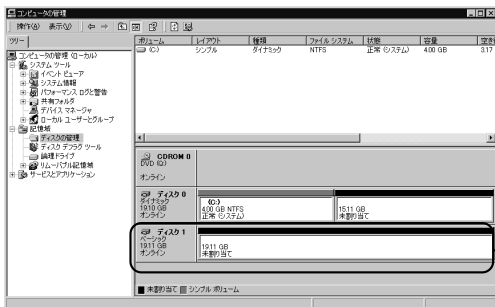 コンピュータの管理
操作(A) 表示(V)
ツリー
コンピュータの管理 (ローカル)
システム ツール
イベント ビューア
システム情報
パフォーマンス ログと警告
共有フォルダ
デバイス マネージャ
ローカル ユーザーとグループ
記憶域
ディスクの管理
ディスク デフラグ ツール
論理ドライブ
リムーバブル記憶域
サービスとアプリケーション
ボリューム レイアウト 種類 ファイル システム 状態 容量 空き
(C:) シンプル ダイナミック NTFS 正常 (システム) 4.00 GB 3.17
CDROM 0
DVD (Q:)
オンライン
ディスク 0
ダイナミック
19.10 GB
オンライン
(C:)
4.00 GB NTFS
正常 (システム)
15.11 GB
未割り当て
ディスク 1
ベーシック
19.11 GB
オンライン
19.11 GB
未割り当て
未割り当て シンプル ボリューム